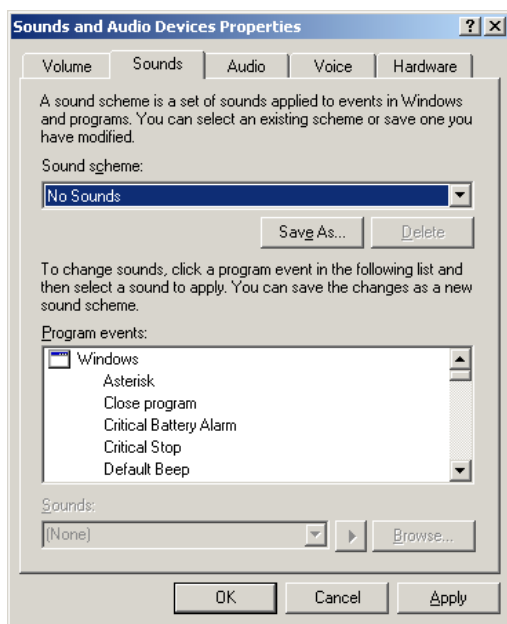 Sounds and Audio Devices Properties
Volume Sounds Audio Voice Hardware
A sound scheme is a set of sounds applied to events in Windows
and programs. You can select an existing scheme or save one you
have modified.
Sound scheme:
No Sounds
Save As... Delete
To change sounds, click a program event in the following list and
then select a sound to apply. You can save the changes as a new
sound scheme.
Program events:
Windows
Asterisk
Close program
Critical Battery Alarm
Critical Stop
Default Beep
Sounds:
(None) Browse...
OK Cancel Apply